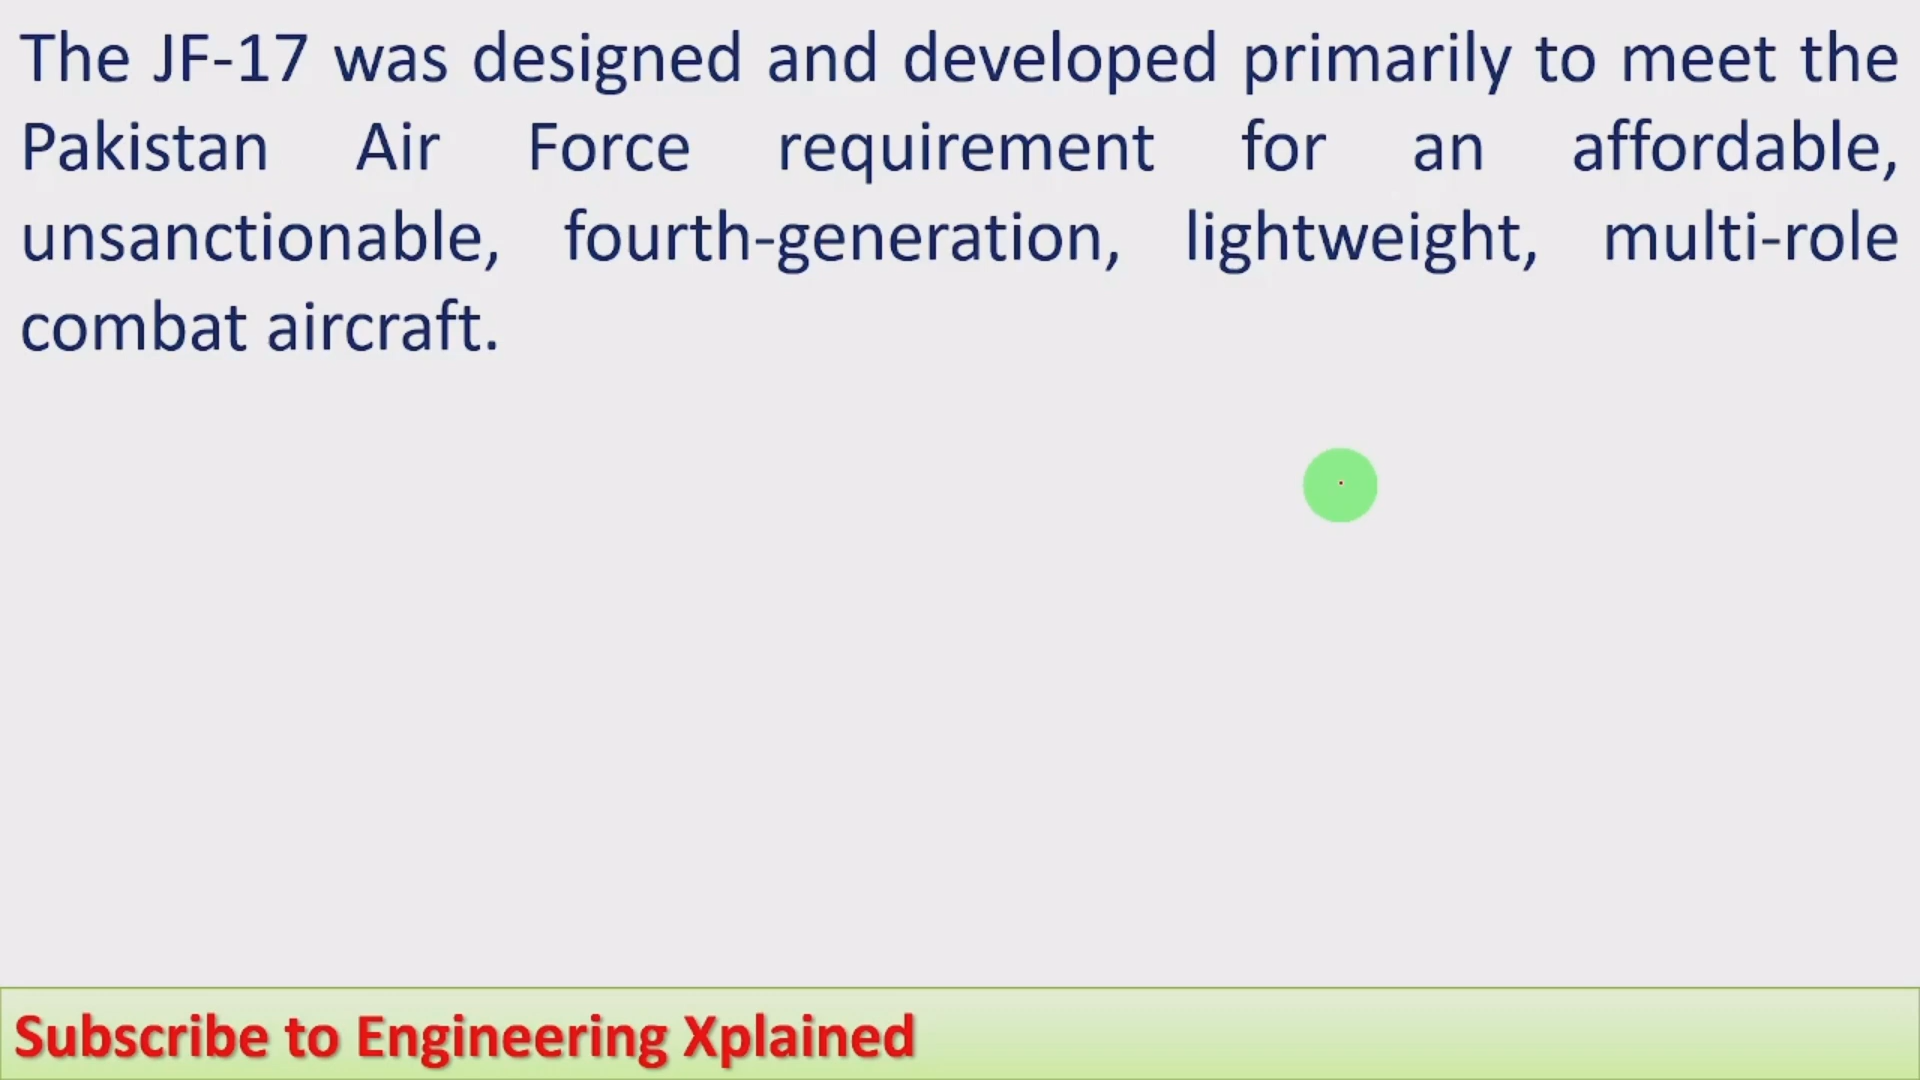 The JF-17 was designed and developed primarily to meet the
Pakistan Air Force requirement for an affordable,
unsanctionable, fourth-generation, lightweight, multi-role
combat aircraft.
Subscribe to Engineering Xplained